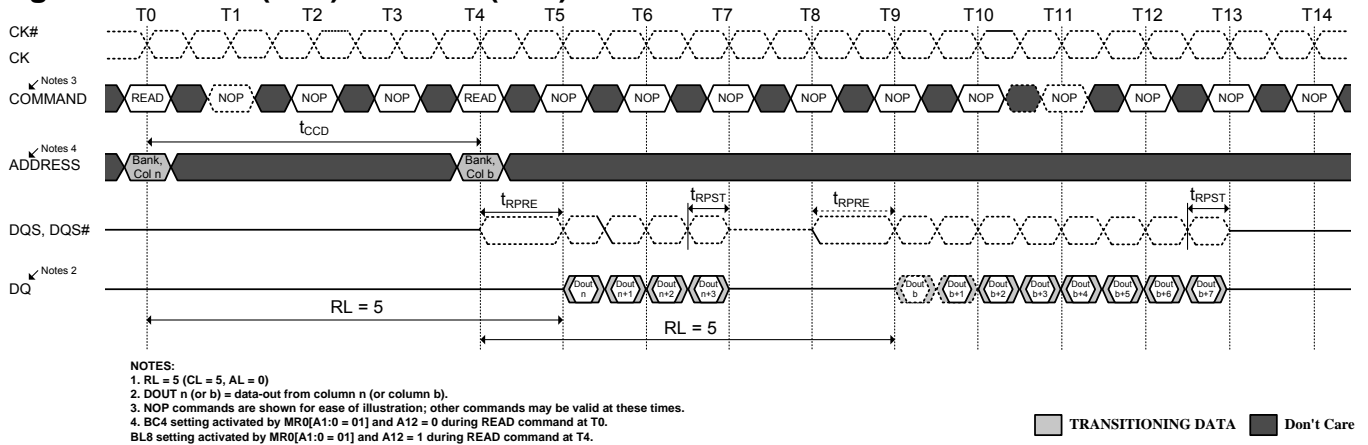 T0 T1 T2 T3 T4 T5 T6 T7 T8 T9 T10 T11 T12 T13 T14
CK#
CK
Notes 3
COMMAND READ NOP NOP NOP READ NOP NOP NOP NOP NOP NOP NOP NOP NOP NOP
tCCD
Notes 4
ADDRESS Bank, Col n Bank, Col b
tRPRE tRPST tRPRE tRPST
DQS, DQS#
Notes 2
DQ Dout n Dout n+1 Dout n+2 Dout n+3 Dout b Dout b+1 Dout b+2 Dout b+3 Dout b+4 Dout b+5 Dout b+6 Dout b+7
RL = 5
RL = 5
NOTES:
1. RL = 5 (CL = 5, AL = 0)
2. DOUT n (or b) = data-out from column n (or column b).
3. NOP commands are shown for ease of illustration; other commands may be valid at these times.
4. BC4 setting activated by MR0[A1:0 = 01] and A12 = 0 during READ command at T0.
BL8 setting activated by MR0[A1:0 = 01] and A12 = 1 during READ command at T4.
TRANSITIONING DATA Don't Care